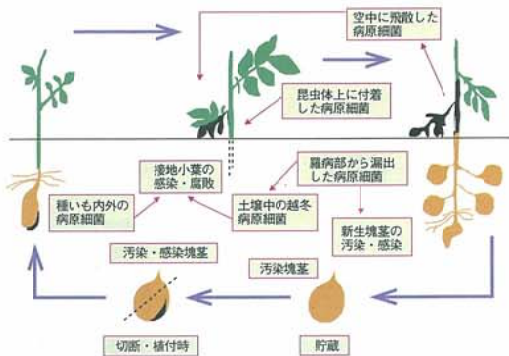 空中に飛散した
病原細菌
昆虫体上に付着
した病原細菌
接地小葉の
感染・腐敗
羅病部から漏出
した病原細菌
種いも内外の
病原細菌
土壌中の越冬
病原細菌
新生塊茎の
汚染・感染
汚染・感染塊茎
汚染塊茎
切断・植付時
貯蔵